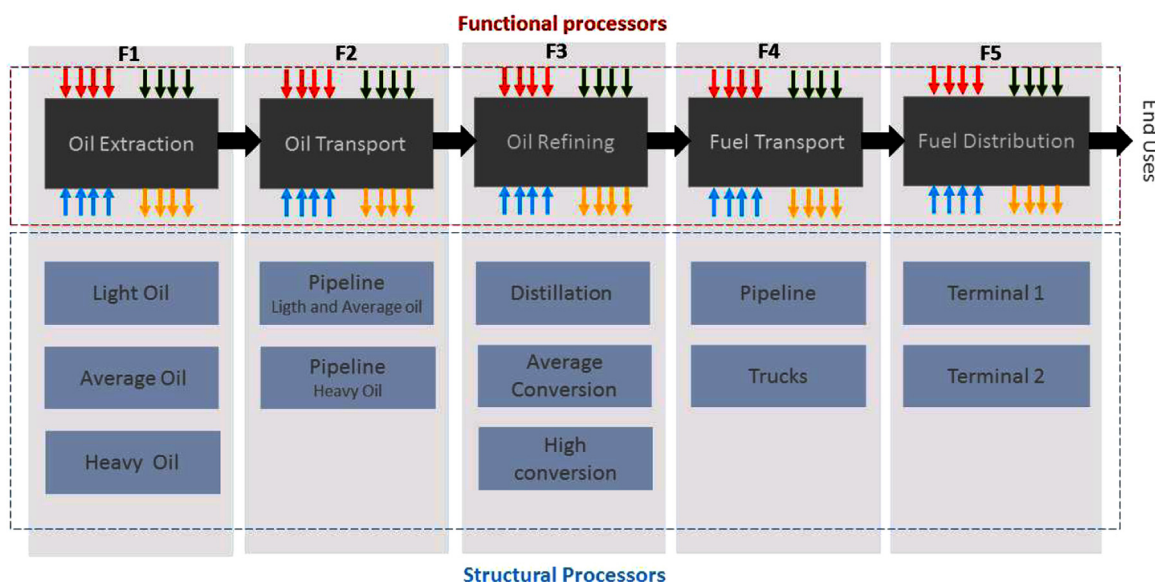 Functional processors
F1
F2
F3
F4
F5
Oil Extraction
Oil Transport
Oil Refining
Fuel Transport
Fuel Distribution
End Uses
Light Oil
Average Oil
Heavy Oil
Pipeline
Ligth and Average oil
Pipeline
Heavy Oil
Distillation
Average
Conversion
High
conversion
Pipeline
Trucks
Terminal 1
Terminal 2
Structural Processors